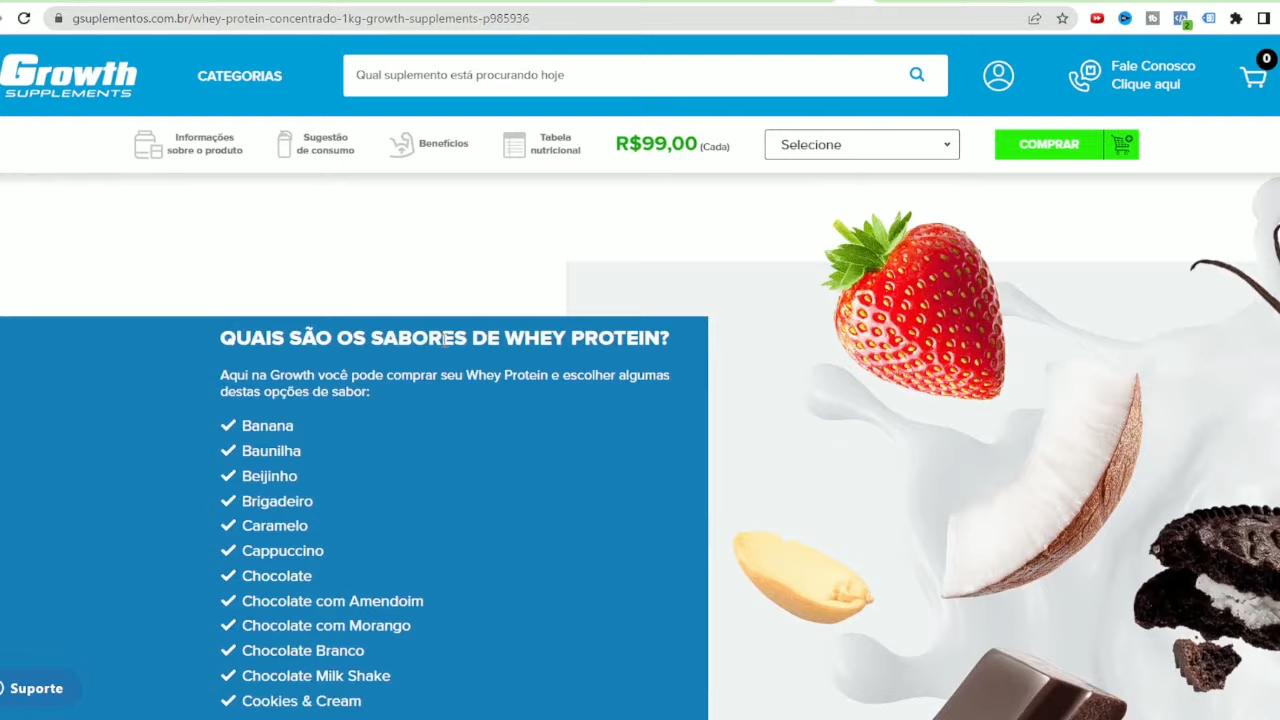 gsuplementos.com.br/whey-protein-concentrado-1kg-growth-supplements-p985936
2
Growth
SUPPLEMENTS
CATEGORIAS
Qual suplemento está procurando hoje
Fale Conosco
Clique aqui
0
Informações
sobre o produto
Sugestão
de consumo
Benefícios
Tabela
nutricional
R$99,00 (Cada)
Selecione
COMPRAR
QUAIS SÃO OS SABORES DE WHEY PROTEIN?
Aqui na Growth você pode comprar seu Whey Protein e escolher algumas
destas opções de sabor:
Banana
Baunilha
Beijinho
Brigadeiro
Caramelo
Cappuccino
Chocolate
Chocolate com Amendoim
Chocolate com Morango
Chocolate Branco
Chocolate Milk Shake
Cookies & Cream
Suporte